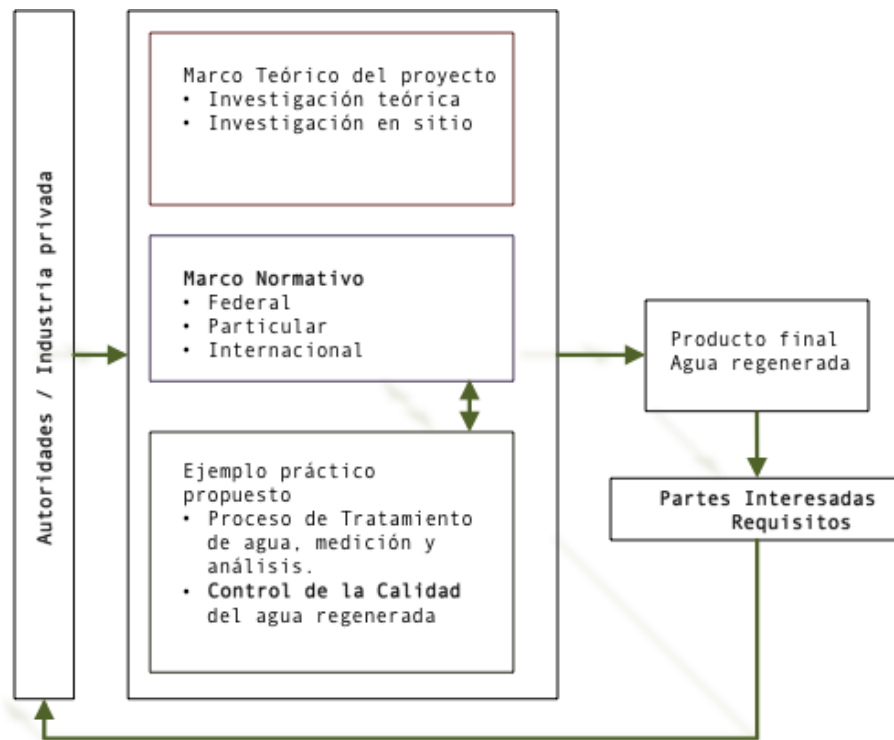 Autoridades / Industria privada
Marco Teórico del proyecto
• Investigación teórica
• Investigación en sitio
Marco Normativo
• Federal
• Particular
• Internacional
Ejemplo práctico
propuesto
• Proceso de Tratamiento
de agua, medición y
análisis.
• Control de la Calidad
del agua regenerada
Producto final
Agua regenerada
Partes Interesadas
Requisitos